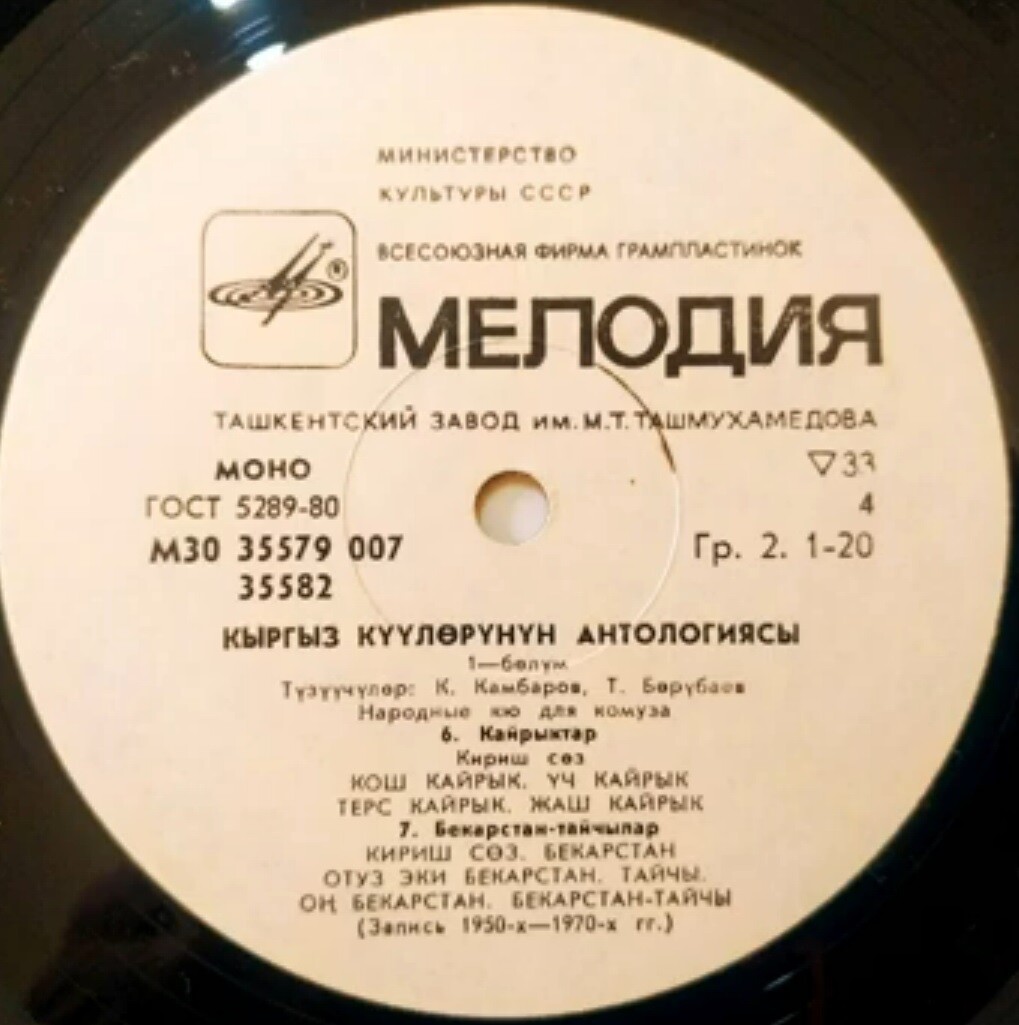 МИНИСТЕРСТВО
КУЛЬТУРЫ СССР
ВСЕСОЮЗНАЯ ФИРМА ГРАМПЛАСТИНОК
МЕЛОДИЯ
ТАШКЕНТСКИЙ ЗАВОД им. М.Т. ТАШМУХАМЕДОВА
МОНО ▽33
ГОСТ 5289-80 4
М30 35579 007 Гр. 2. 1-20
35582
КЫРГЫЗ КҮҮЛӨРҮНҮН АНТОЛОГИЯСЫ
1—бөлүм
Түзүүчүлөр: К. Камбаров, Т. Бөрүбаев
Народные кю для комуза
6. Кайрыктар
Кириш сөз
КОШ КАЙРЫК. ҮЧ КАЙРЫК
ТЕРС КАЙРЫК. ЖАШ КАЙРЫК
7. Бекарстан-тайчылар
КИРИШ СӨЗ. БЕКАРСТАН
ОТУЗ ЭКИ БЕКАРСТАН. ТАЙЧЫ.
ОҢ БЕКАРСТАН. БЕКАРСТАН-ТАЙЧЫ
(Запись 1950-х—1970-х гг.)